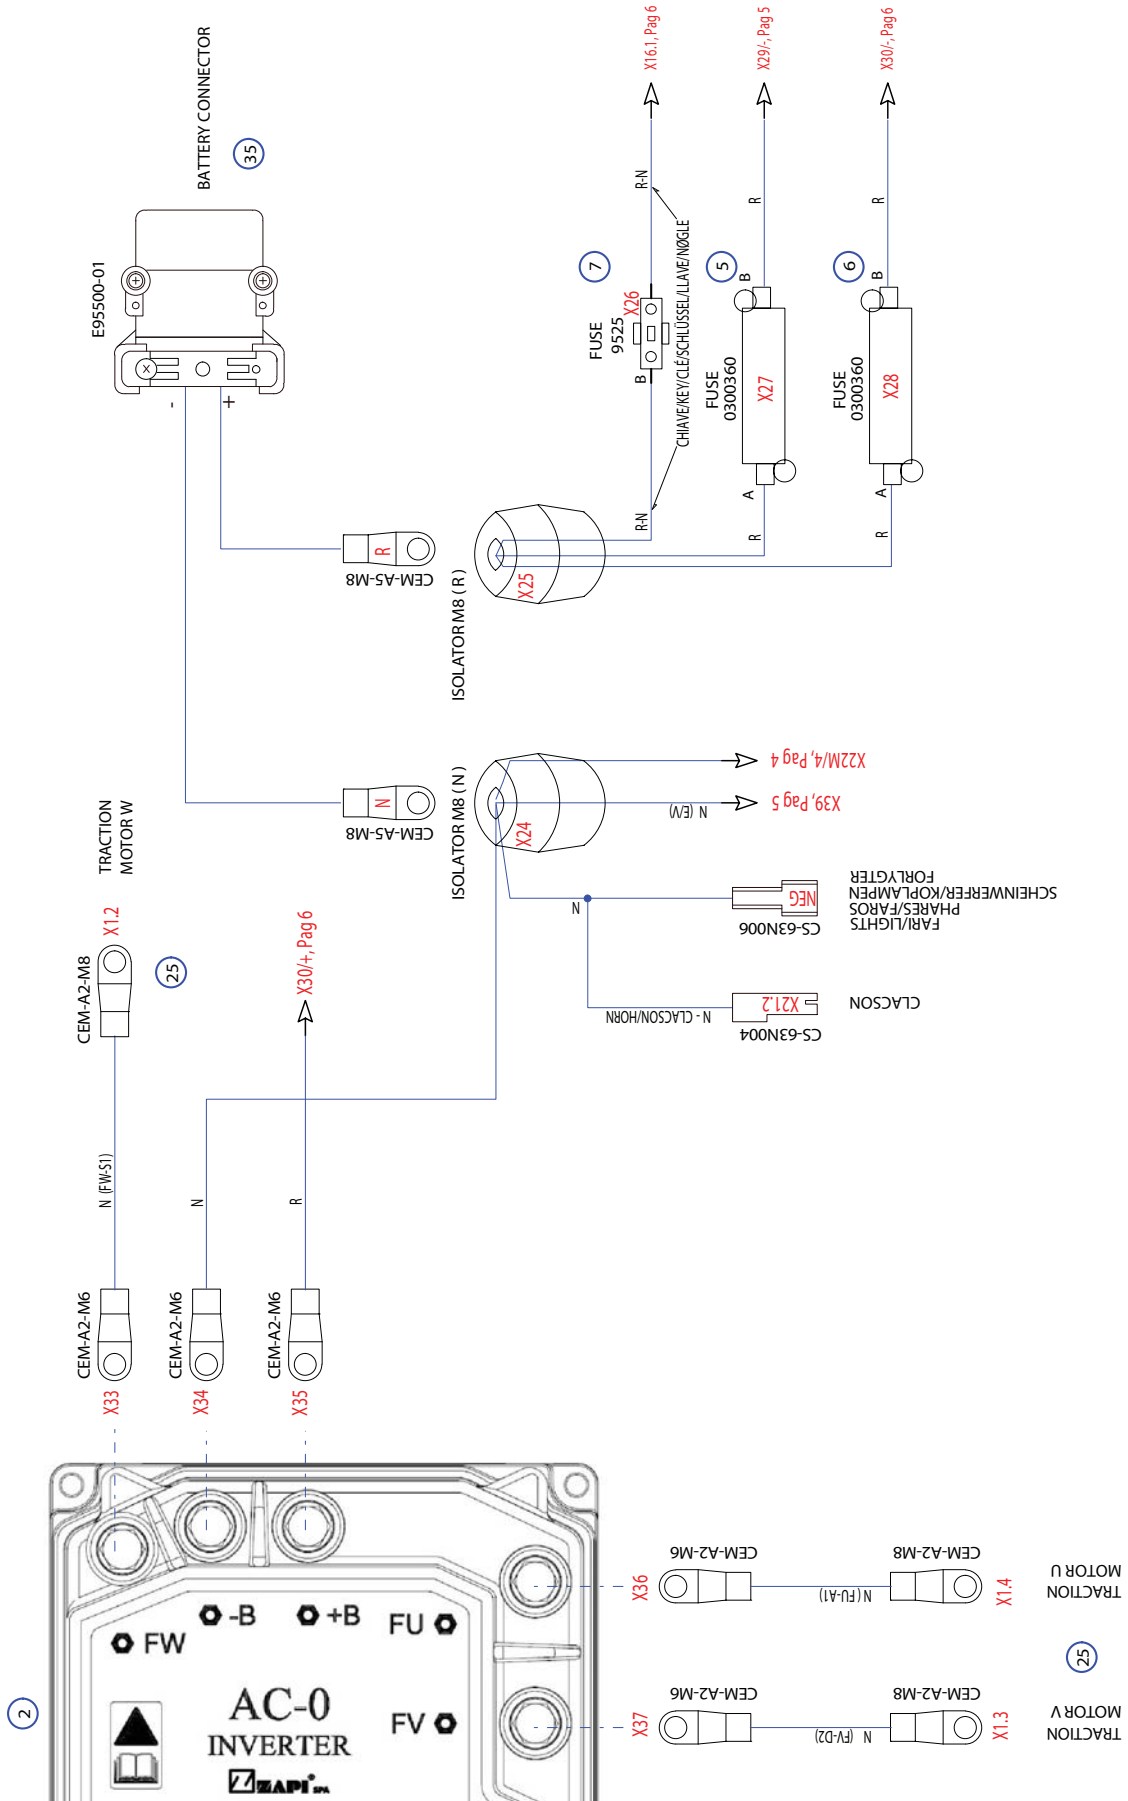 BATTERY CONNECTOR
35
E95500-01
-
+
X16.1, Pag 6
X29/-, Pag 5
X30/-, Pag 6
R-N
R
R
7
FUSE
9525
X26
B
CHIAVE/KEY/CLÉ/SCHLÜSSEL/LLAVE/NØGLE
5
B
FUSE
0300360
X27
A
6
B
FUSE
0300360
X28
A
R-N
R
R
R
CEM-A5-M8
ISOLATOR M8 ( R )
X25
N
CEM-A5-M8
ISOLATOR M8 ( N )
X24
X22M/4, Pag 4
X39, Pag 5
N (E/V)
N
NEG
CS-63N006
FARI/LIGHTS
PHARES/FAROS
SCHEINWERFER/KOPLAMPEN
FORLYGTER
N - CLACSON/HORN
X21.2
CS-63N004
CLACSON
TRACTION
MOTOR W
X1.2
CEM-A2-M8
25
X30/+, Pag 6
N (FW-S1)
N
R
CEM-A2-M6
CEM-A2-M6
CEM-A2-M6
X33
X34
X35
2
FW
-B
+B
FU
FV
AC-0
INVERTER
ZAPI® SPA
X36
CEM-A2-M6
N (FU-A1)
CEM-A2-M8
X1.4
TRACTION
MOTOR U
25
X37
CEM-A2-M6
N (FV-D2)
CEM-A2-M8
X1.3
TRACTION
MOTOR V